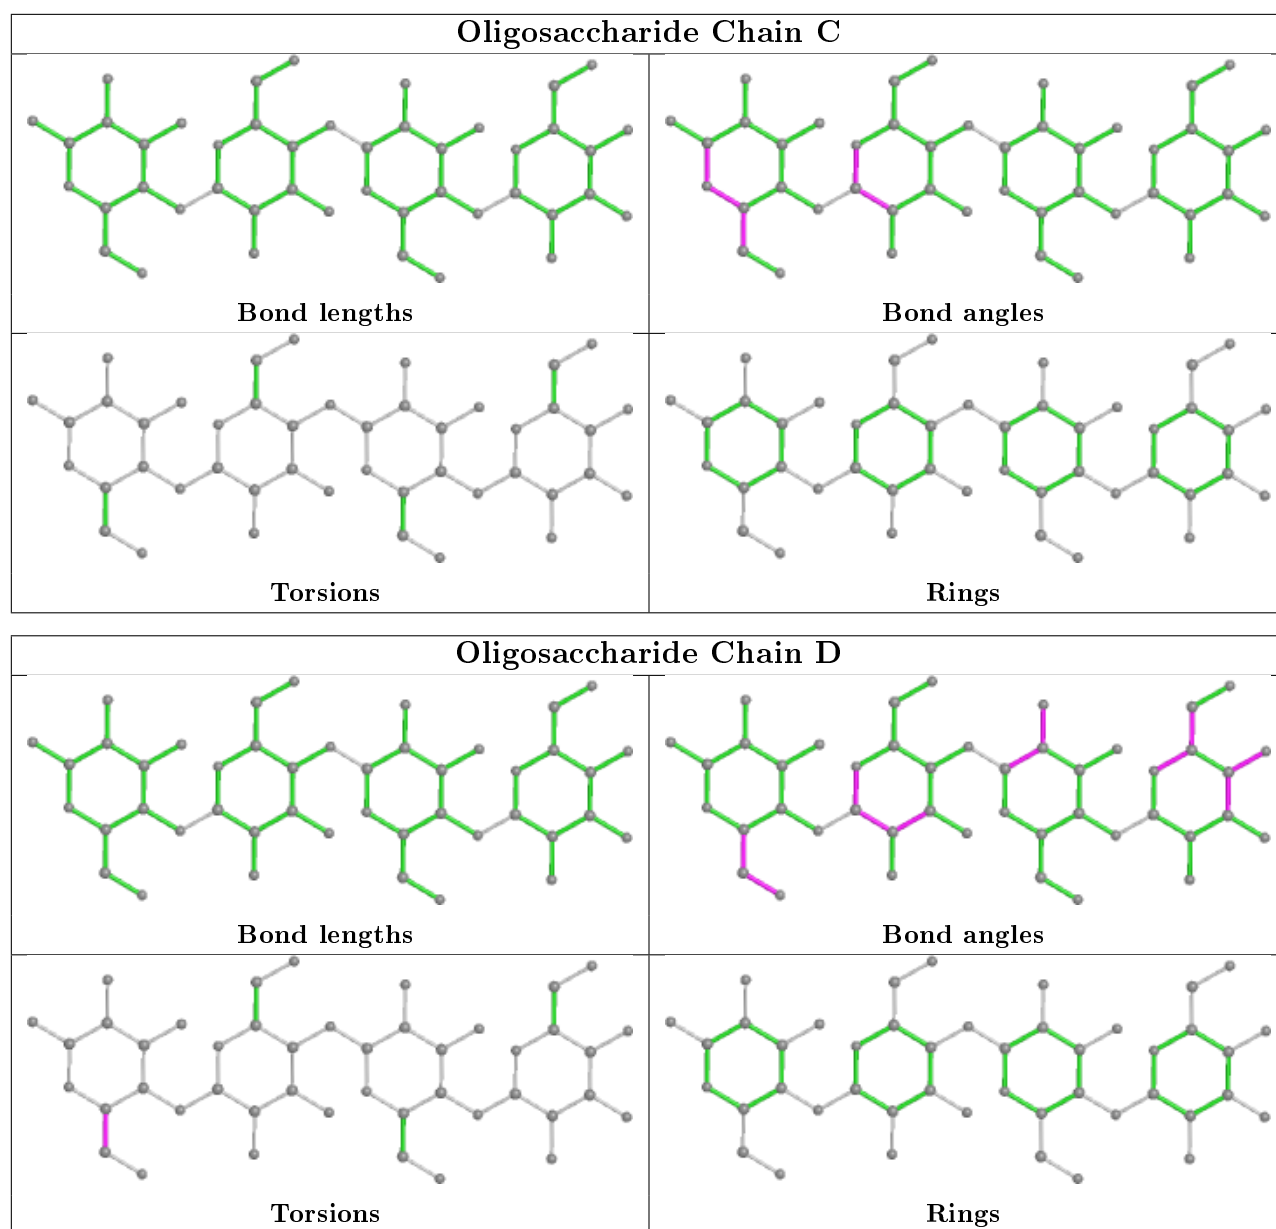 Oligosaccharide Chain C
Bond lengths
Bond angles
Torsions
Rings
Oligosaccharide Chain D
Bond lengths
Bond angles
Torsions
Rings